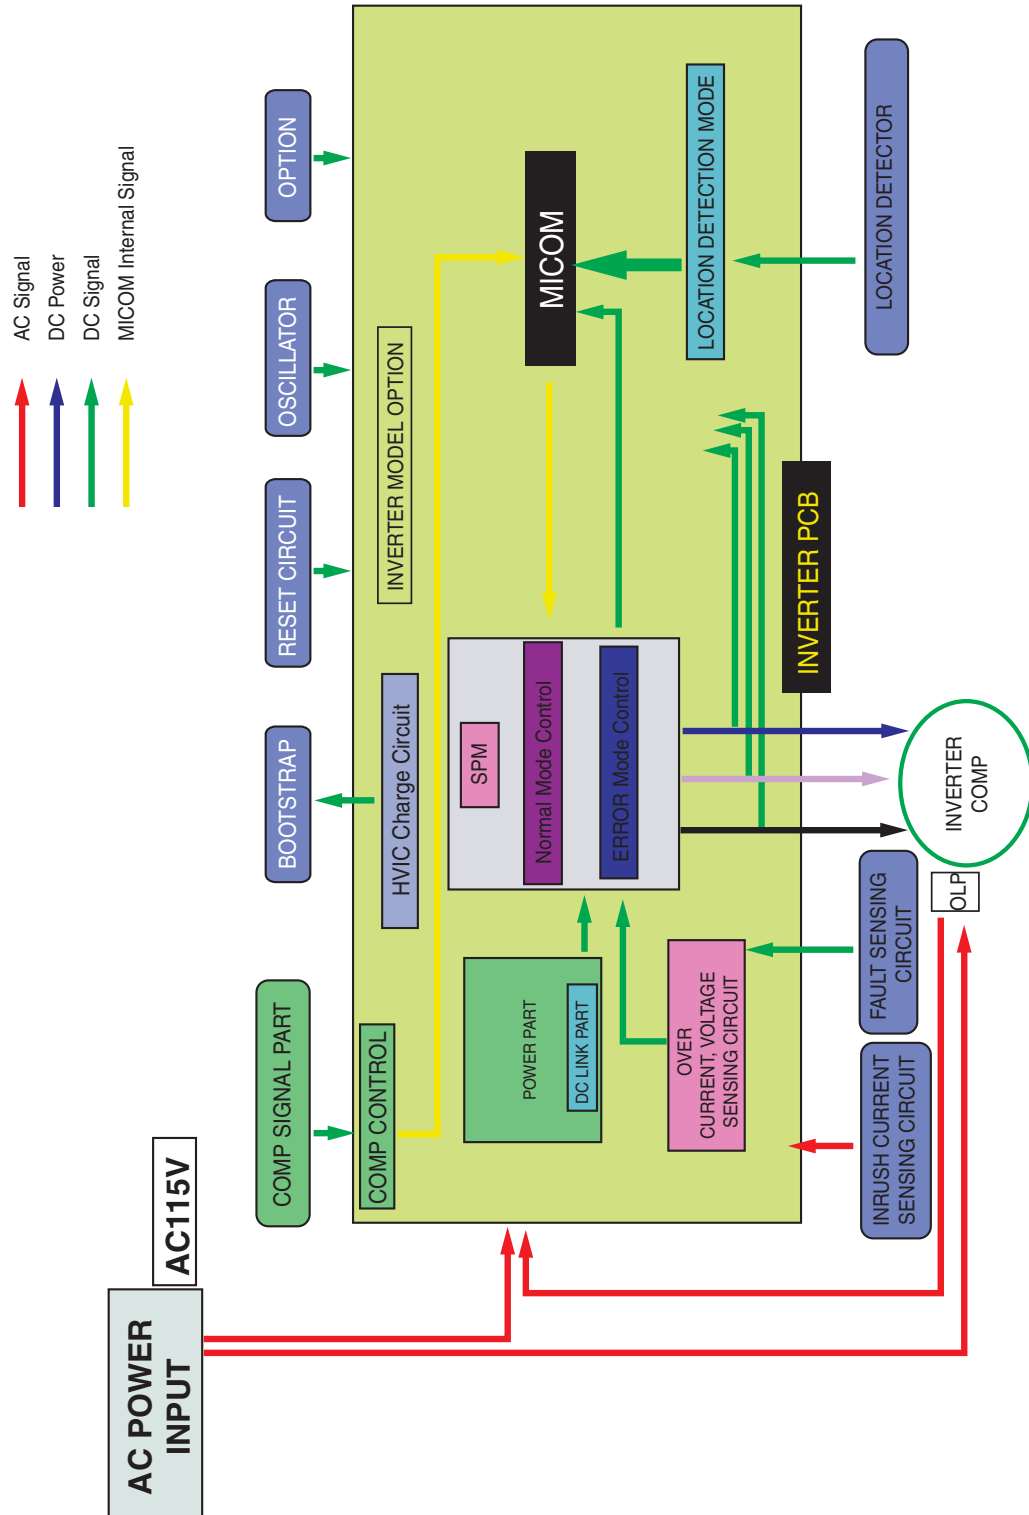 AC Signal
DC Power
DC Signal
MICOM Internal Signal
AC POWER
INPUT
AC115V
COMP SIGNAL PART
BOOTSTRAP
RESET CIRCUIT
OSCILLATOR
OPTION
COMP CONTROL
HVIC Charge Circuit
INVERTER MODEL OPTION
POWER PART
DC LINK PART
SPM
Normal Mode Control
ERROR Mode Control
MICOM
OVER
CURRENT, VOLTAGE
SENSING CIRCUIT
LOCATION DETECTION MODE
INVERTER PCB
INRUSH CURRENT
SENSING CIRCUIT
FAULT SENSING
CIRCUIT
OLP
INVERTER
COMP
LOCATION DETECTOR